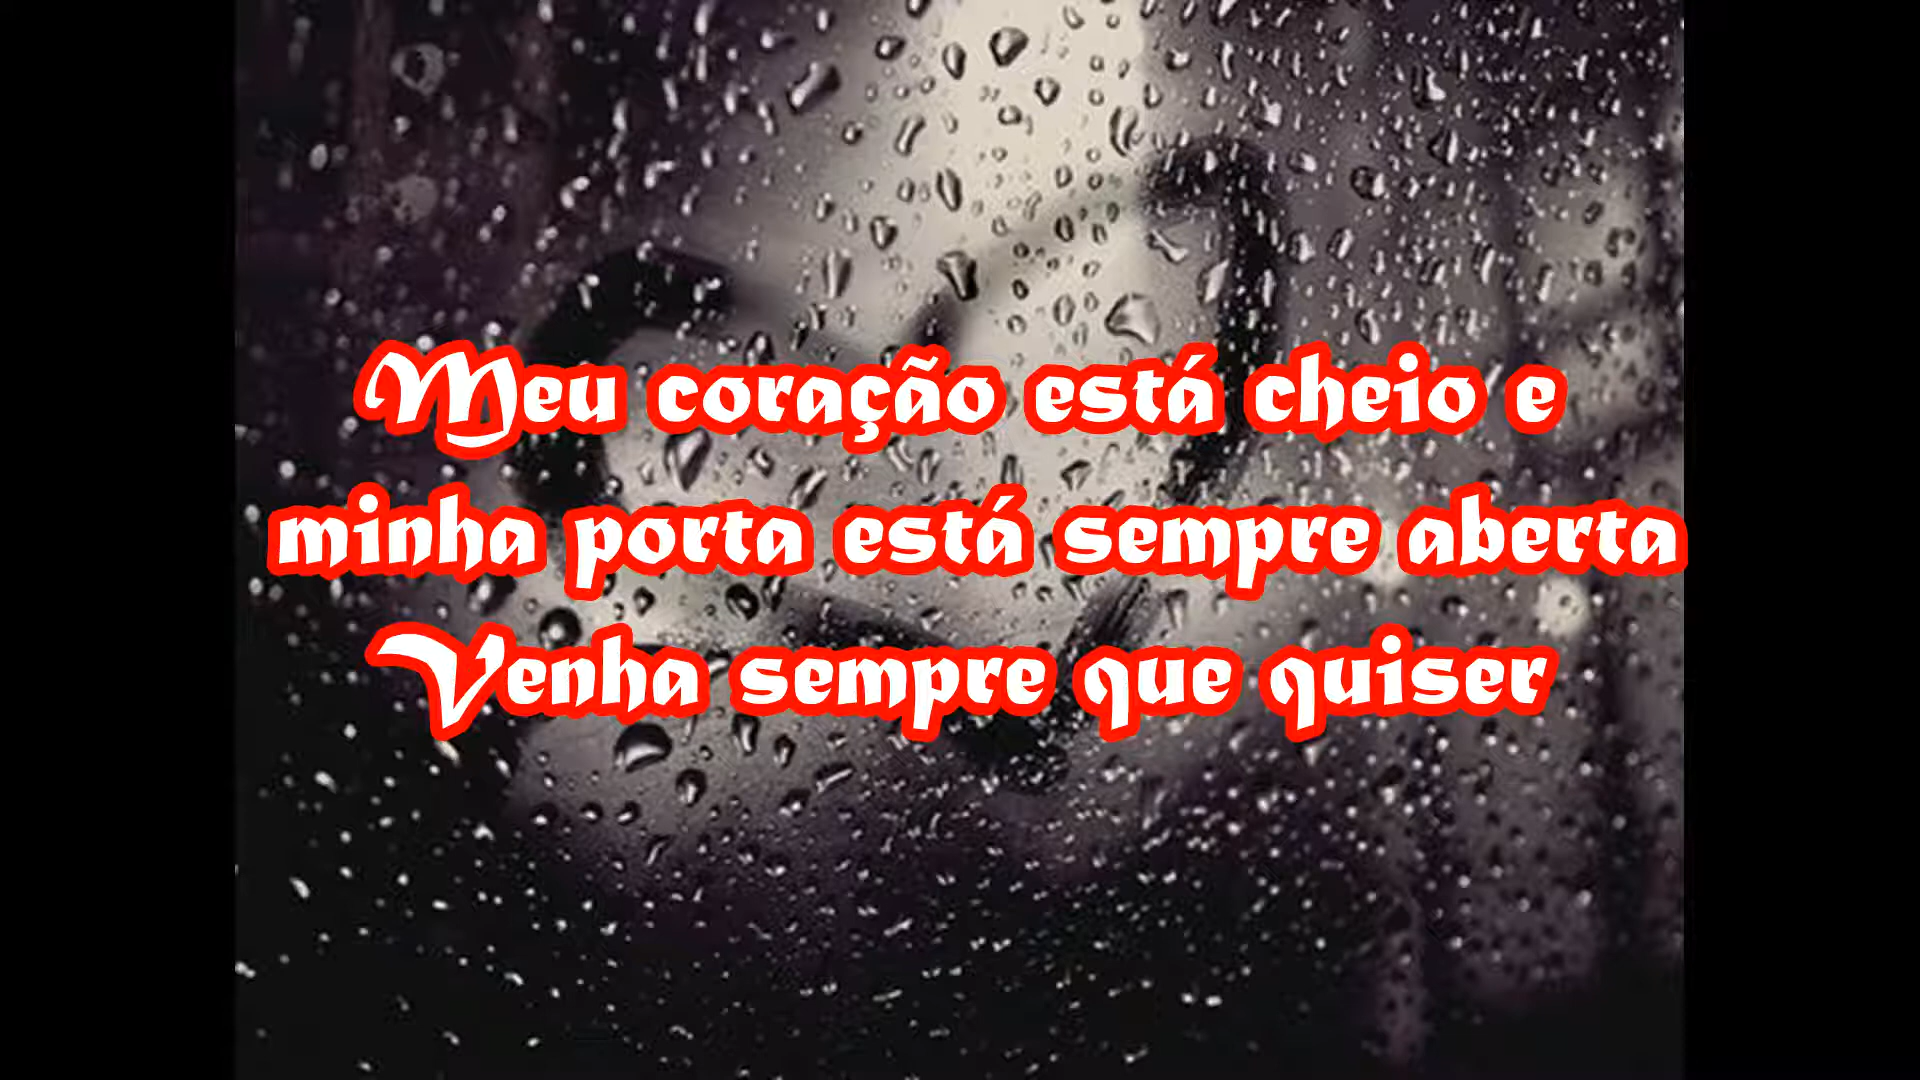 Meu coração está cheio e
minha porta está sempre aberta
Venha sempre que quiser